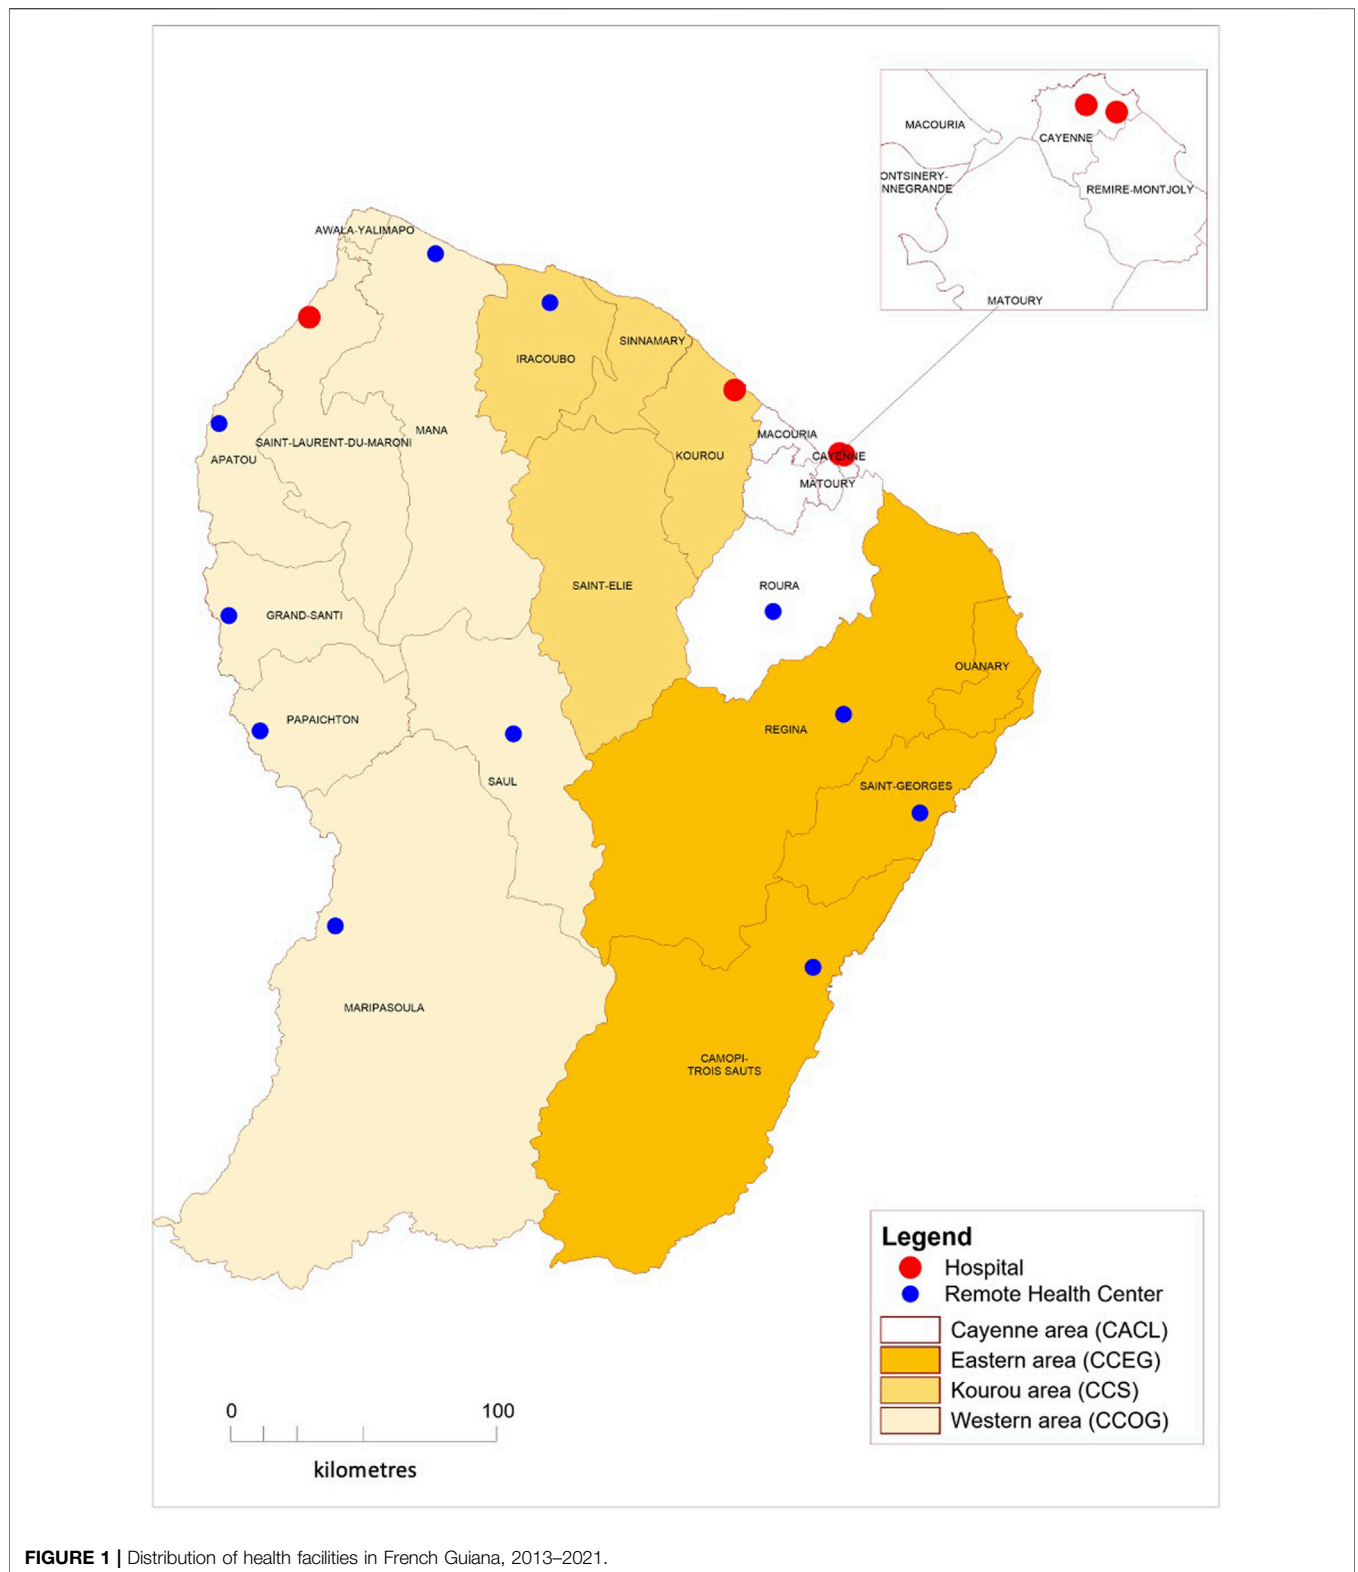 MACOURIA
CAYENNE
ONTSINERY-
NNEGRANDE
REMIRE-MONTJOLY
MATOURY
AWALA-YALIMAPO
SINNAMARY
IRACOUBO
MANA
MACOURIA
SAINT-LAURENT-DU-MARONI
KOUROU
CAYENNE
APATOU
MATOURY
SAINT-ELIE
ROURA
GRAND-SANTI
OUANARY
PAPAICHTON
REGINA
SAUL
SAINT-GEORGES
MARIPASOULA
CAMOPI-
TROIS SAUTS
Legend
Hospital
Remote Health Center
Cayenne area (CACL)
Eastern area (CCEG)
Kourou area (CCS)
Western area (CCOG)
0 100
kilometres
FIGURE 1 | Distribution of health facilities in French Guiana, 2013–2021.